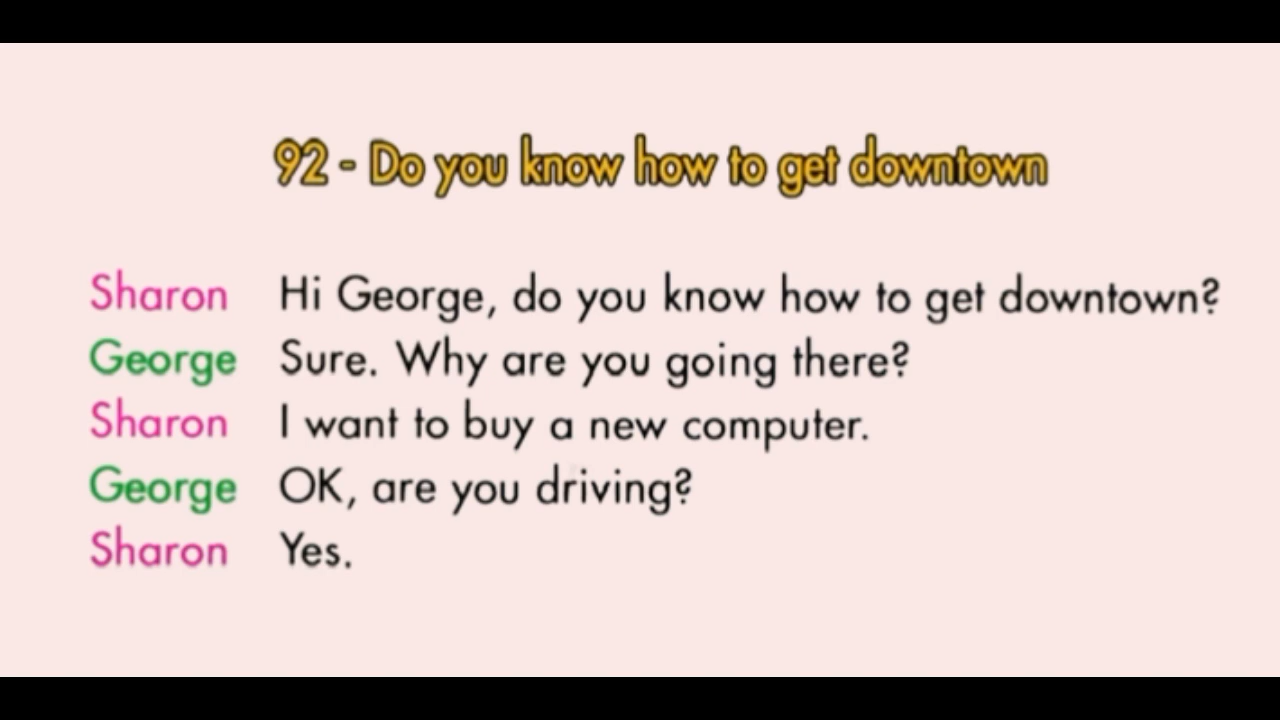 92 - Do you know how to get downtown
Sharon Hi George, do you know how to get downtown?
George Sure. Why are you going there?
Sharon I want to buy a new computer.
George OK, are you driving?
Sharon Yes.